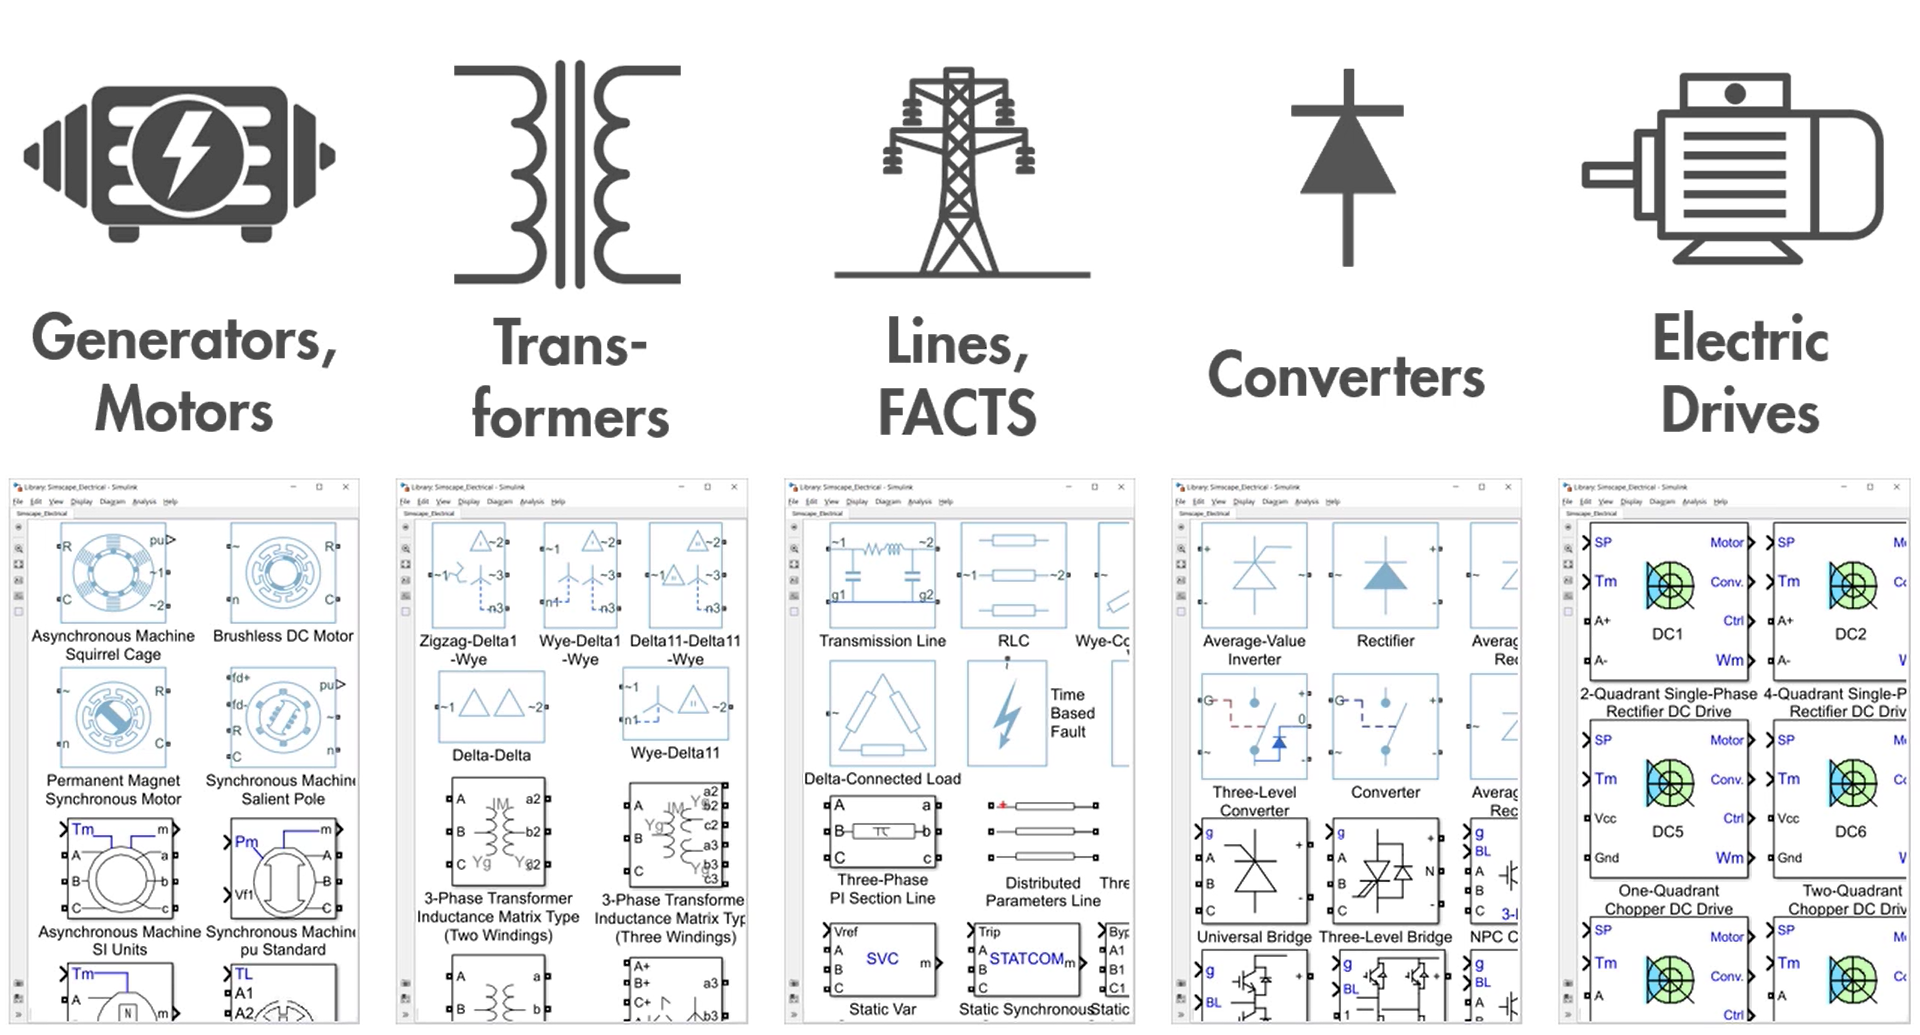 Generators,
Motors
Trans-
formers
Lines,
FACTS
Converters
Electric
Drives
Library: Simscape_Electrical - Simulink
File Edit View Display Diagram Analysis Help
Simscape_Electrical
R pu
~1
C ~2
Asynchronous Machine
Squirrel Cage
~ R
n C
Brushless DC Motor
~ R
n C
Permanent Magnet
Synchronous Motor
fd+ pu
fd- ~
R
C n
Synchronous Machine
Salient Pole
Tm m
A a
B b
C c
Asynchronous Machine
SI Units
Pm m
A
B
Vf1 C
Synchronous Machine
pu Standard
Tm
A N m
TL
A1
A2
Library: Simscape_Electrical - Simulink
File Edit View Display Diagram Analysis Help
Simscape_Electrical
~2
~1 ~3
n3
Zigzag-Delta1
-Wye
~1 ~2
~3
n1 n3
Wye-Delta1
-Wye
~2
~1 11 ~3
n3
Delta11-Delta11
-Wye
~1 ~2
Delta-Delta
~1
n1 11 ~2
Wye-Delta11
A IM a2
B b2
C Yg Yg c2
3-Phase Transformer
Inductance Matrix Type
(Two Windings)
A IM Yg a2
b2
B Yg c2
a3
C Yg b3
c3
3-Phase Transforme
Inductance Matrix Typ
(Three Windings)
A a
B b
A+
B+ a3
C+
A- b3
Library: Simscape_Electrical - Simulink
File Edit View Display Diagram Analysis Help
Simscape_Electrical
~1 ~2
g1 g2
Transmission Line
~1 ~2
RLC
~
Wye-Co
~
Delta-Connected Load
Time
Based
Fault
A a
B π b
C c
Three-Phase
PI Section Line
Distributed
Parameters Line
Thre
Vref
A SVC
B m
C
Static Var
Trip
A STATCOM
B m
C
Static Synchronous
Byp
A1
B1
C1
Static
Library: Simscape_Electrical - Simulink
File Edit View Display Diagram Analysis Help
Simscape_Electrical
+ ~
-
Average-Value
Inverter
+
~ -
Rectifier
Averag
Rec
G +
0
~ -
Three-Level
Converter
G +
~ -
Converter
Averag
Rec
g +
A
B
C -
Universal Bridge
g +
A
B N
C -
Three-Level Bridge
g
BL
A
B
C 3-l
NPC C
g +
BL
g +
BL
1
g
BL
A
Library: Simscape_Electrical - Simulink
File Edit View Display Diagram Analysis Help
Simscape_Electrical
SP Motor
Tm Conv.
A+ Ctrl
DC1
A- Wm
2-Quadrant Single-Phase
Rectifier DC Drive
SP
Tm
A+
DC2
A-
4-Quadrant Single-P
Rectifier DC Driv
SP Motor
Tm Conv.
Vcc Ctrl
DC5
Gnd Wm
One-Quadrant
Chopper DC Drive
SP
Tm
Vcc
DC6
Gnd
Two-Quadrant
Chopper DC Driv
SP Motor
Tm Conv.
A
Ctrl
SP
Tm
A